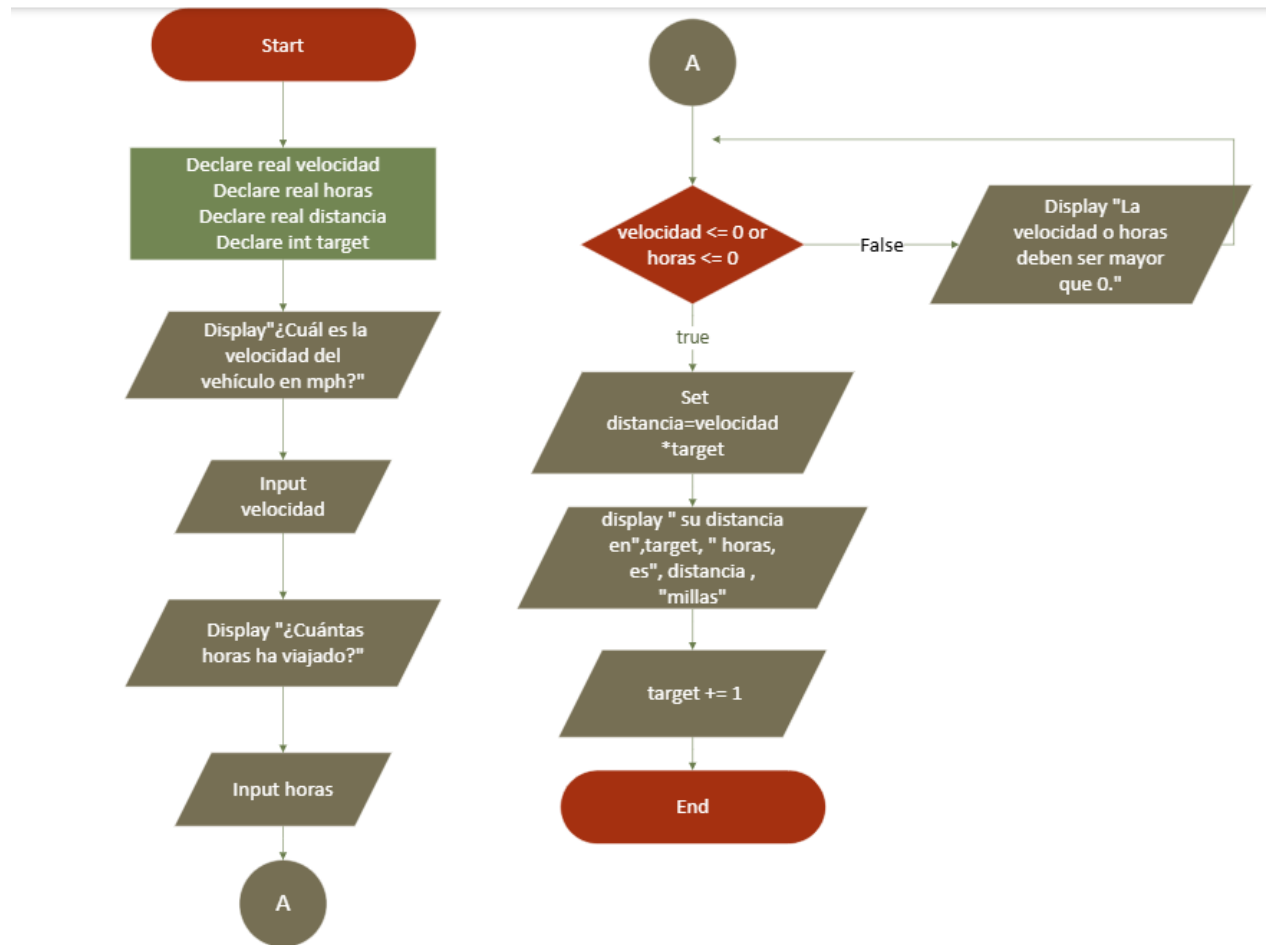 Start
Declare real velocidad
Declare real horas
Declare real distancia
Declare int target
Display"¿Cuál es la
velocidad del
vehículo en mph?"
Input
velocidad
Display "¿Cuántas
horas ha viajado?"
Input horas
A
A
velocidad <= 0 or
horas <= 0
False
Display "La
velocidad o horas
deben ser mayor
que 0."
true
Set
distancia=velocidad
*target
display " su distancia
en",target, " horas,
es", distancia ,
"millas"
target += 1
End